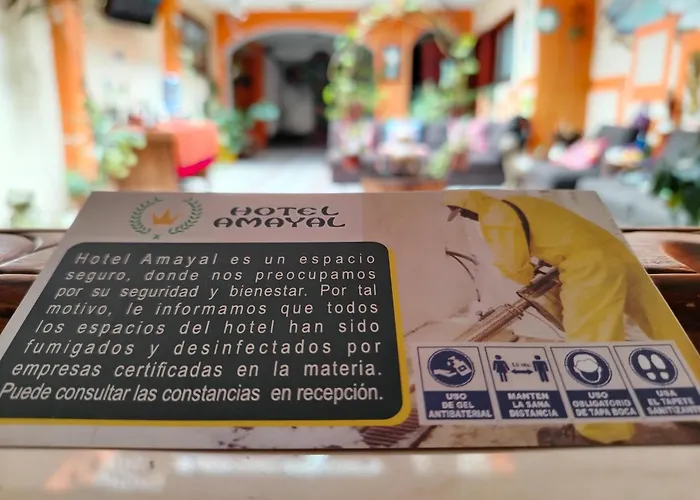 HOTEL
AMAYAL
Hotel Amayal es un espacio
seguro, donde nos preocupamos
por su seguridad y bienestar. Por tal
motivo, le informamos que todos
los espacios del hotel han sido
fumigados y desinfectados por
empresas certificadas en la materia.
Puede consultar las constancias en recepción.
USO
DE GEL
ANTIBATERIAL
MANTEN
LA SANA
DISTANCIA
USO
OBLIGATORIO
DE TAPA BOCA
USA
EL TAPETE
SANITIZANTE